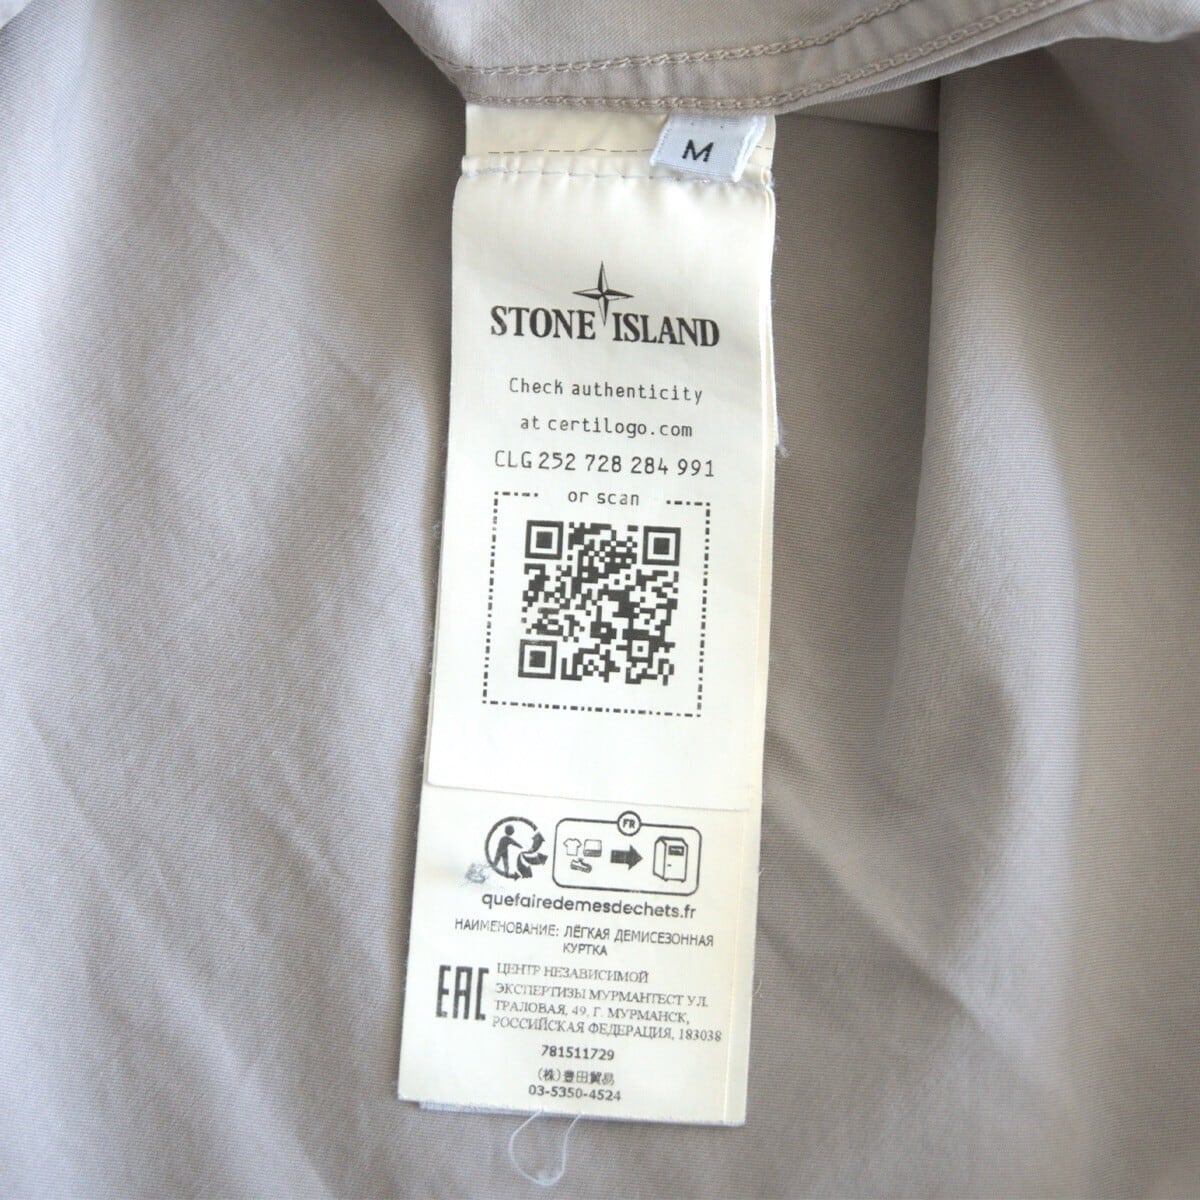 M
STONE ISLAND
Check authenticity
at certilogo.com
CLG 252 728 284 991
or scan
FR
quefairedemesdechets.fr
НАИМЕНОВАНИЕ: ЛЁГКАЯ ДЕМИСЕЗОННАЯ
КУРТКА
EAC
ЦЕНТР НЕЗАВИСИМОЙ
ЭКСПЕРТИЗЫ МУРМАНТЕСТ УЛ.
ТРАЛОВАЯ, 49, Г. МУРМАНСК,
РОССИЙСКАЯ ФЕДЕРАЦИЯ, 183038
781511729
(株)豊田貿易
03-5350-4524